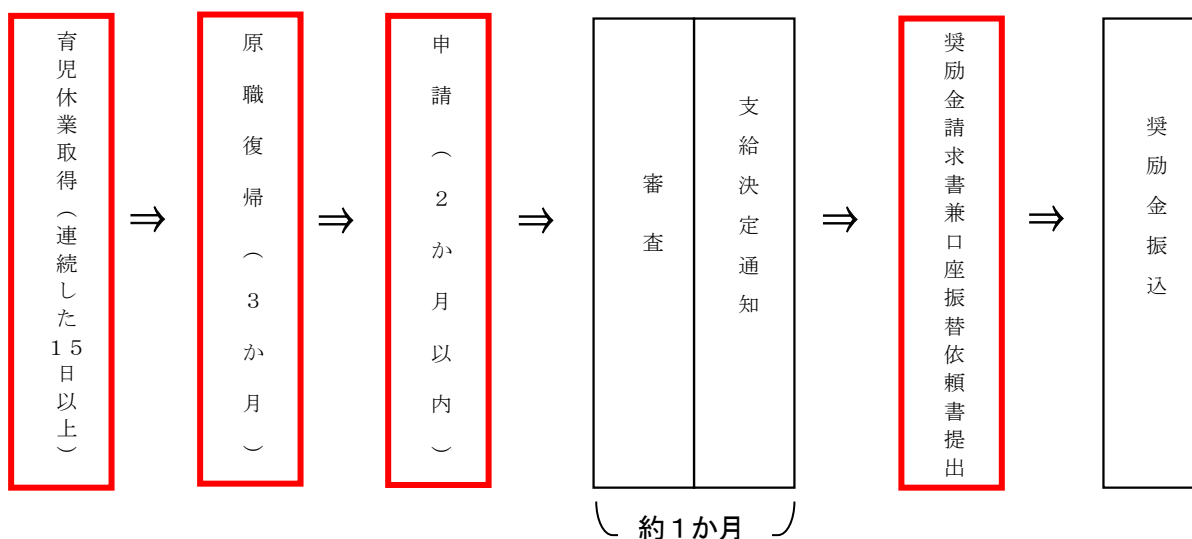 育児休業取得（連続した１５日以上）
⇒
原職復帰（３か月）
⇒
申請（２か月以内）
⇒
審査
支給決定通知
約１か月
⇒
奨励金請求書兼口座振替依頼書提出
⇒
奨励金振込